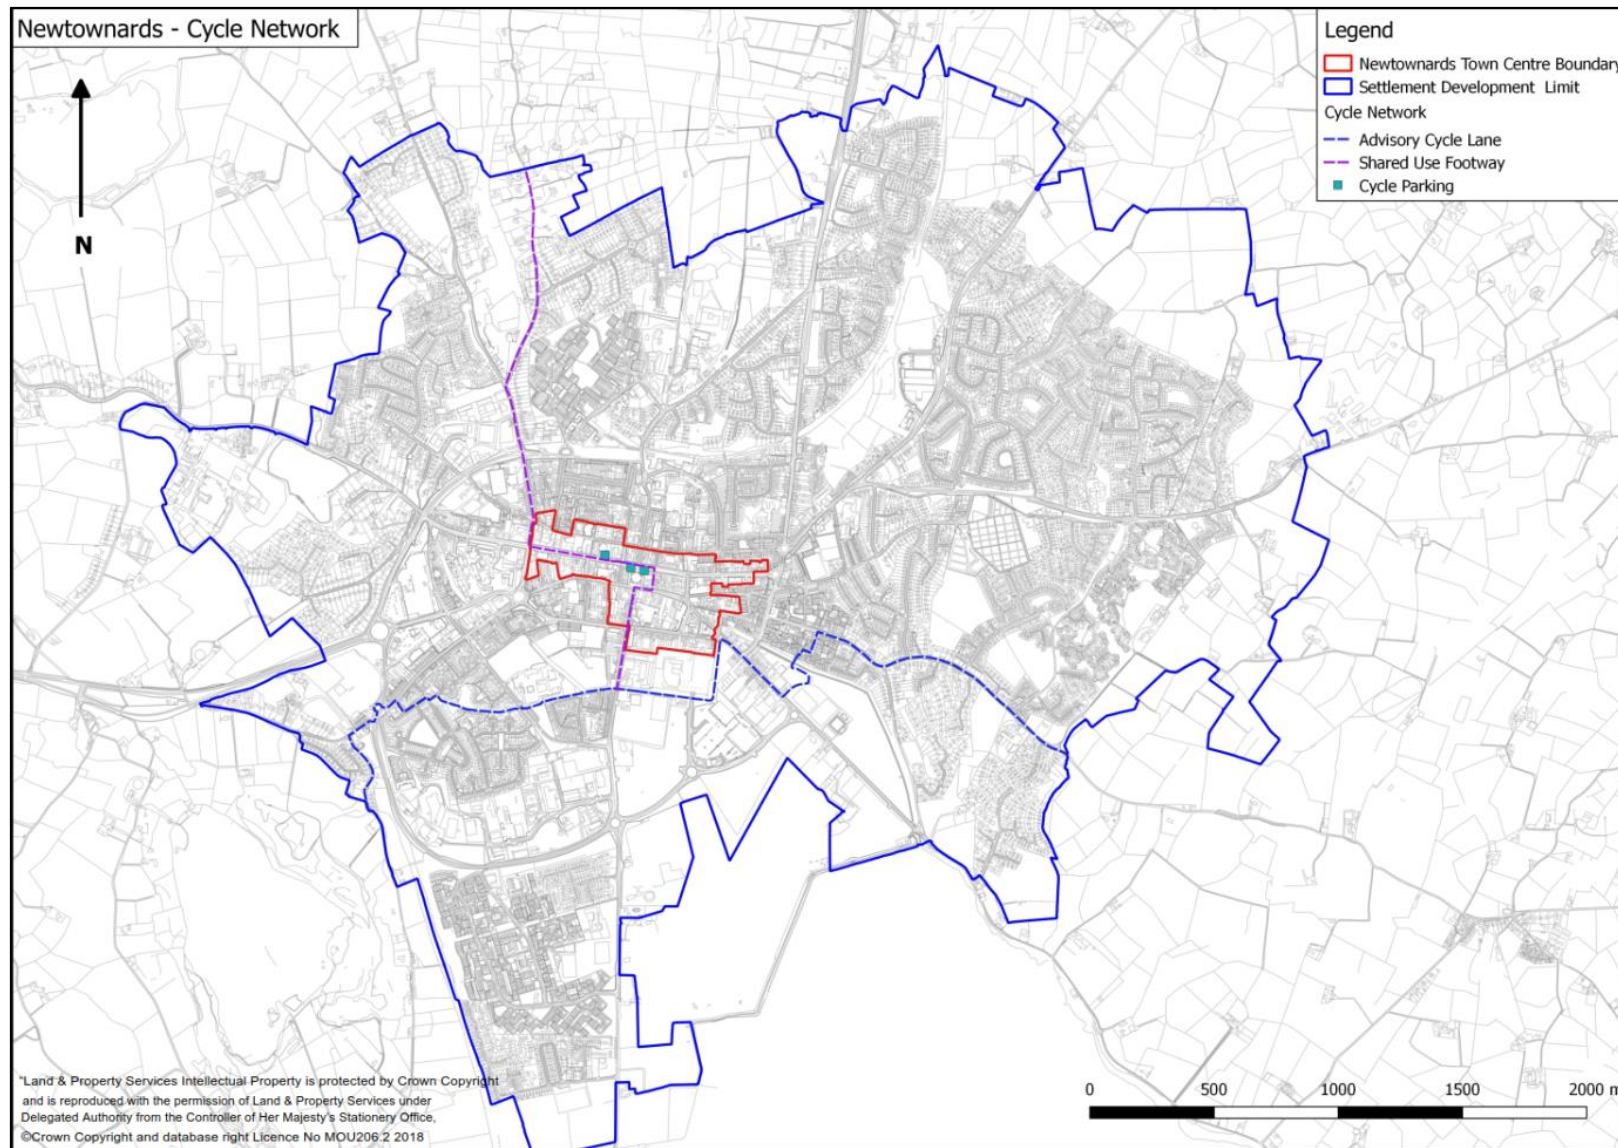 Newtownards - Cycle Network
Legend
Newtownards Town Centre Boundary
Settlement Development Limit
Cycle Network
Advisory Cycle Lane
Shared Use Footway
Cycle Parking
N
"Land & Property Services Intellectual Property is protected by Crown Copyright
and is reproduced with the permission of Land & Property Services under
Delegated Authority from the Controller of Her Majesty's Stationery Office,
©Crown Copyright and database right Licence No MOU206.2 2018
0 500 1000 1500 2000 m